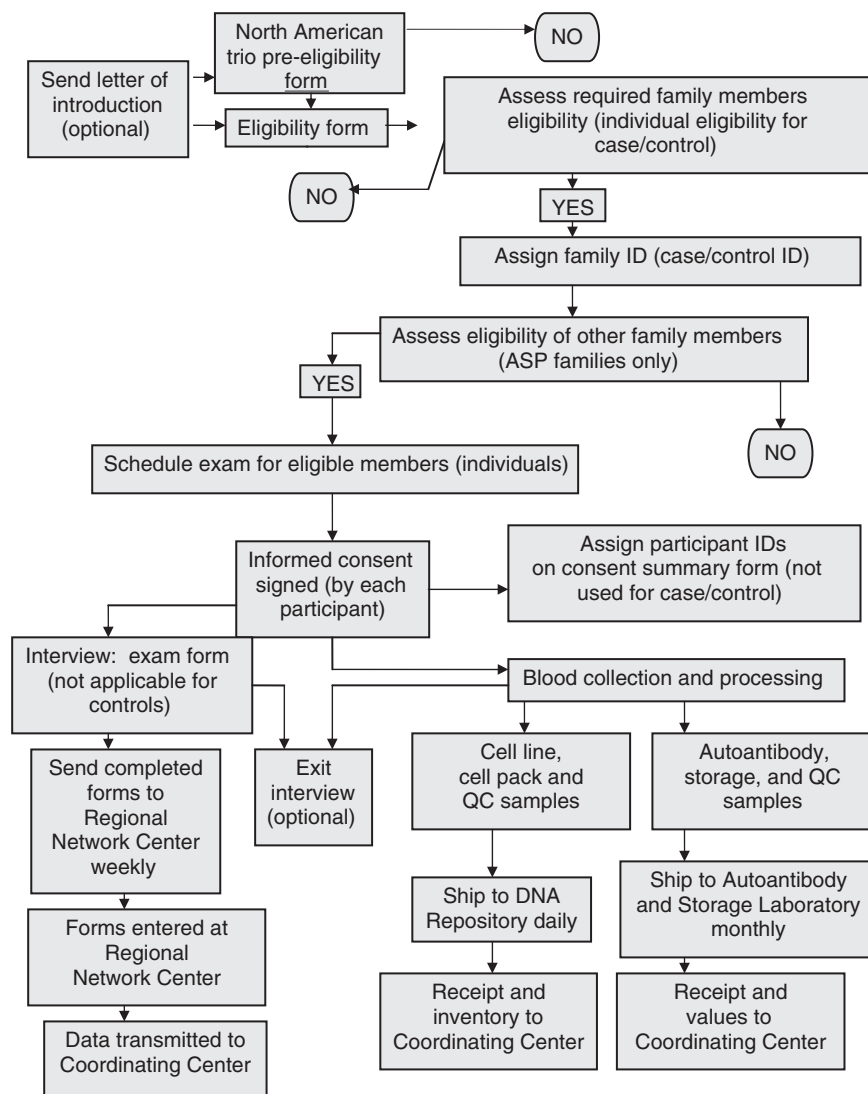 North American
trio pre-eligibility
form
NO
Send letter of
introduction
(optional)
Eligibility form
Assess required family members
eligibility (individual eligibility for
case/control)
NO
YES
Assign family ID (case/control ID)
Assess eligibility of other family members
(ASP families only)
YES
NO
Schedule exam for eligible members (individuals)
Informed consent
signed (by each
participant)
Assign participant IDs
on consent summary form (not
used for case/control)
Interview: exam form
(not applicable for
controls)
Blood collection and processing
Send completed
forms to
Regional
Network Center
weekly
Exit
interview
(optional)
Cell line,
cell pack and
QC samples
Autoantibody,
storage, and QC
samples
Ship to DNA
Repository daily
Ship to Autoantibody
and Storage Laboratory
monthly
Forms entered at
Regional
Network Center
Receipt and
inventory to
Coordinating Center
Receipt and
values to
Coordinating Center
Data transmitted to
Coordinating Center